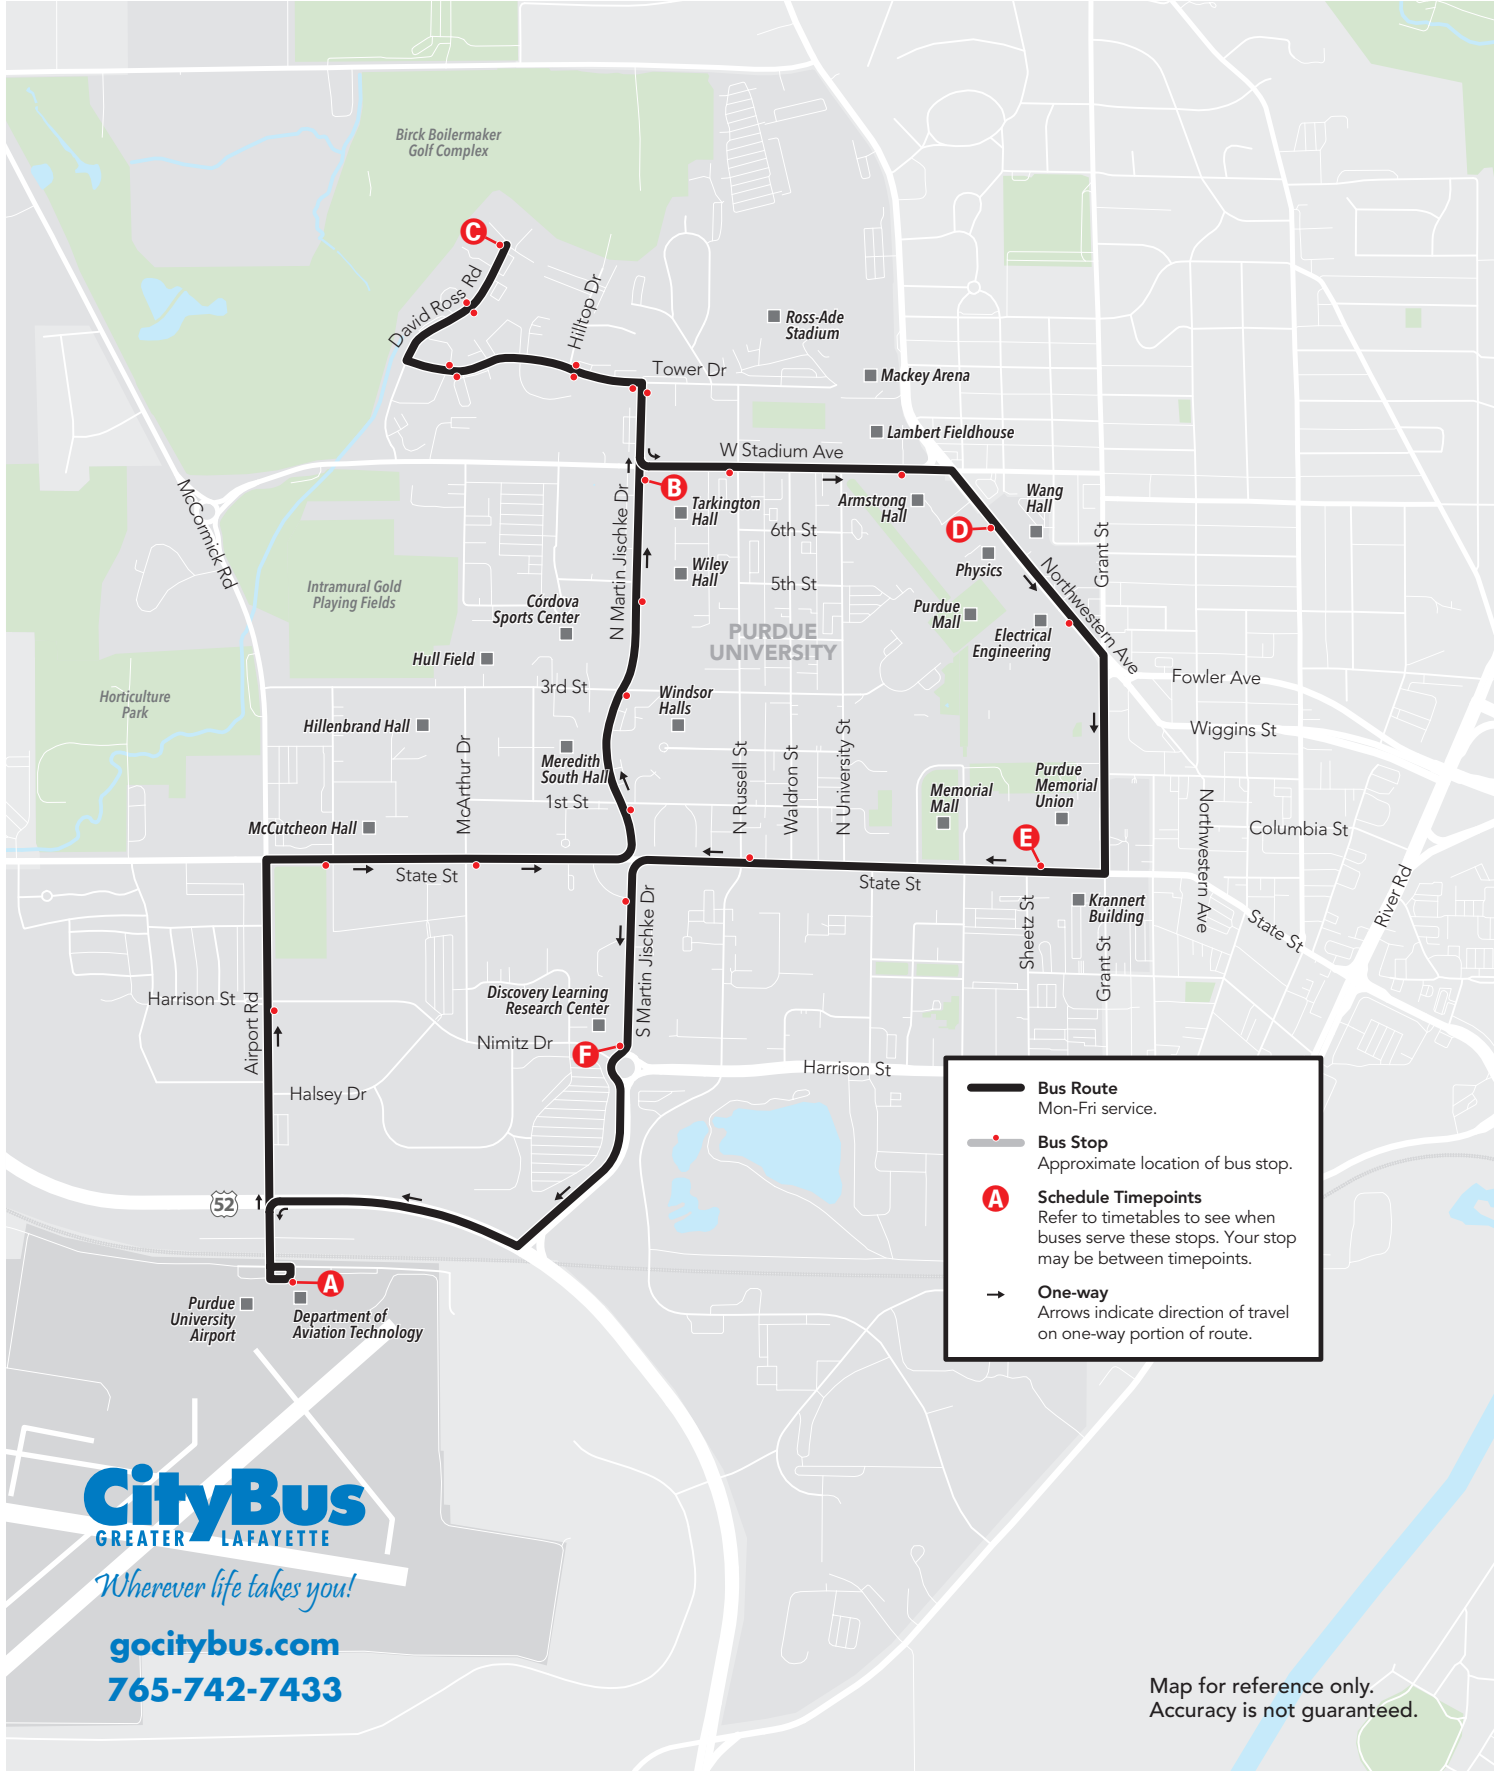 Birck Boilermaker
Golf Complex
C
David Ross Rd
Hilltop Dr
Ross-Ade
Stadium
Tower Dr
Mackey Arena
Lambert Fieldhouse
W Stadium Ave
McCormick Rd
N Martin Jischke Dr
B
Tarkington
Hall
Armstrong
Hall
Wang
Hall
D
6th St
Physics
Grant St
Northwestern Ave
Wiley
Hall
5th St
Intramural Gold
Playing Fields
Córdova
Sports Center
Purdue
Mall
Electrical
Engineering
PURDUE
UNIVERSITY
Hull Field
3rd St
Windsor
Halls
Fowler Ave
Horticulture
Park
Hillenbrand Hall
Wiggins St
McArthur Dr
Meredith
South Hall
N Russell St
Waldron St
N University St
1st St
Memorial
Mall
Purdue
Memorial
Union
Northwestern Ave
McCutcheon Hall
Columbia St
E
State St
State St
River Rd
Krannert
Building
Sheetz St
Grant St
State St
S Martin Jischke Dr
Harrison St
Airport Rd
Discovery Learning
Research Center
Nimitz Dr
F
Harrison St
Halsey Dr
52
A
Purdue
University
Airport
Department of
Aviation Technology
Bus Route
Mon-Fri service.
Bus Stop
Approximate location of bus stop.
A
Schedule Timepoints
Refer to timetables to see when
buses serve these stops. Your stop
may be between timepoints.
One-way
Arrows indicate direction of travel
on one-way portion of route.
CityBus
GREATER LAFAYETTE
Wherever life takes you!
gocitybus.com
765-742-7433
Map for reference only.
Accuracy is not guaranteed.